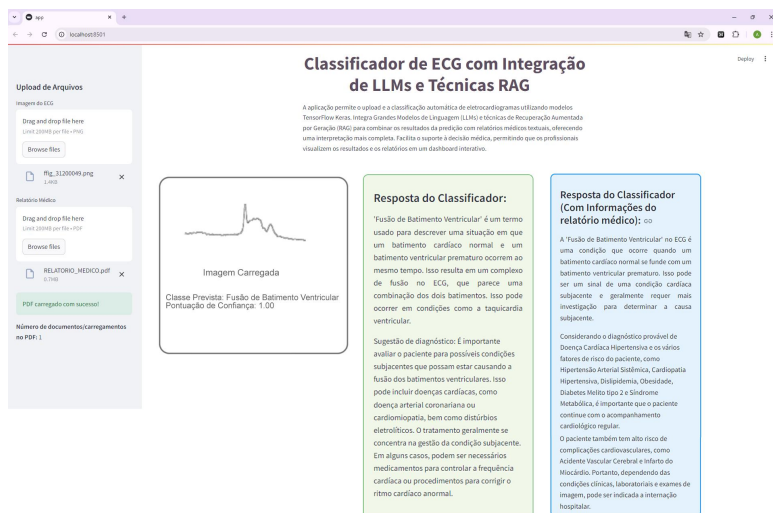 app
localhost:8501
Deploy
Upload de Arquivos
Imagem do ECG
Drag and drop file here
Limit 200MB per file • PNG
Browse files
ffig_31200049.png
1.4KB
Relatório Médico
Drag and drop file here
Limit 200MB per file • PDF
Browse files
RELATORIO_MEDICO.pdf
0.7MB
PDF carregado com sucesso!
Número de documentos/carregamentos
no PDF: 1
Classificador de ECG com Integração
de LLMs e Técnicas RAG
A aplicação permite o upload e a classificação automática de eletrocardiogramas utilizando modelos
TensorFlow Keras. Integra Grandes Modelos de Linguagem (LLMs) e técnicas de Recuperação Aumentada
por Geração (RAG) para combinar os resultados da predição com relatórios médicos textuais, oferecendo
uma interpretação mais completa. Facilita o suporte à decisão médica, permitindo que os profissionais
visualizem os resultados e os relatórios em um dashboard interativo.
Imagem Carregada
Classe Prevista: Fusão de Batimento Ventricular
Pontuação de Confiança: 1.00
Resposta do Classificador:
'Fusão de Batimento Ventricular' é um termo
usado para descrever uma situação em que
um batimento cardíaco normal e um
batimento ventricular prematuro ocorrem ao
mesmo tempo. Isso resulta em um complexo
de fusão no ECG, que parece uma
combinação dos dois batimentos. Isso pode
ocorrer em condições como a taquicardia
ventricular.
Sugestão de diagnóstico: É importante
avaliar o paciente para possíveis condições
subjacentes que possam estar causando a
fusão dos batimentos ventriculares. Isso
pode incluir doenças cardíacas, como
doença arterial coronariana ou
cardiomiopatia, bem como distúrbios
eletrolíticos. O tratamento geralmente se
concentra na gestão da condição subjacente.
Em alguns casos, podem ser necessários
medicamentos para controlar a frequência
cardíaca ou procedimentos para corrigir o
ritmo cardíaco anormal.
Resposta do Classificador
(Com Informações do
relatório médico):
A 'Fusão de Batimento Ventricular' no ECG é
uma condição que ocorre quando um
batimento cardíaco normal se funde com um
batimento ventricular prematuro. Isso pode
ser um sinal de uma condição cardíaca
subjacente e geralmente requer mais
investigação para determinar a causa
subjacente.
Considerando o diagnóstico provável de
Doença Cardíaca Hipertensiva e os vários
fatores de risco do paciente, como
Hipertensão Arterial Sistêmica, Cardiopatia
Hipertensiva, Dislipidemia, Obesidade,
Diabetes Melito tipo 2 e Síndrome
Metabólica, é importante que o paciente
continue com o acompanhamento
cardiológico regular.
O paciente também tem alto risco de
complicações cardiovasculares, como
Acidente Vascular Cerebral e Infarto do
Miocárdio. Portanto, dependendo das
condições clínicas, laboratoriais e exames de
imagem, pode ser indicada a internação
hospitalar.